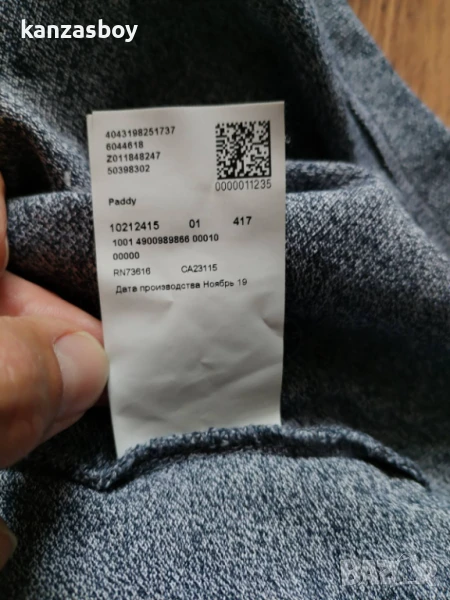 kanzasboy
4043198251737
6044618
Z011848247
50398302
0000011235
Paddy
10212415 01 417
1001 4900989866 00010
00000
RN73616 CA23115
Дата производства Ноябрь 19